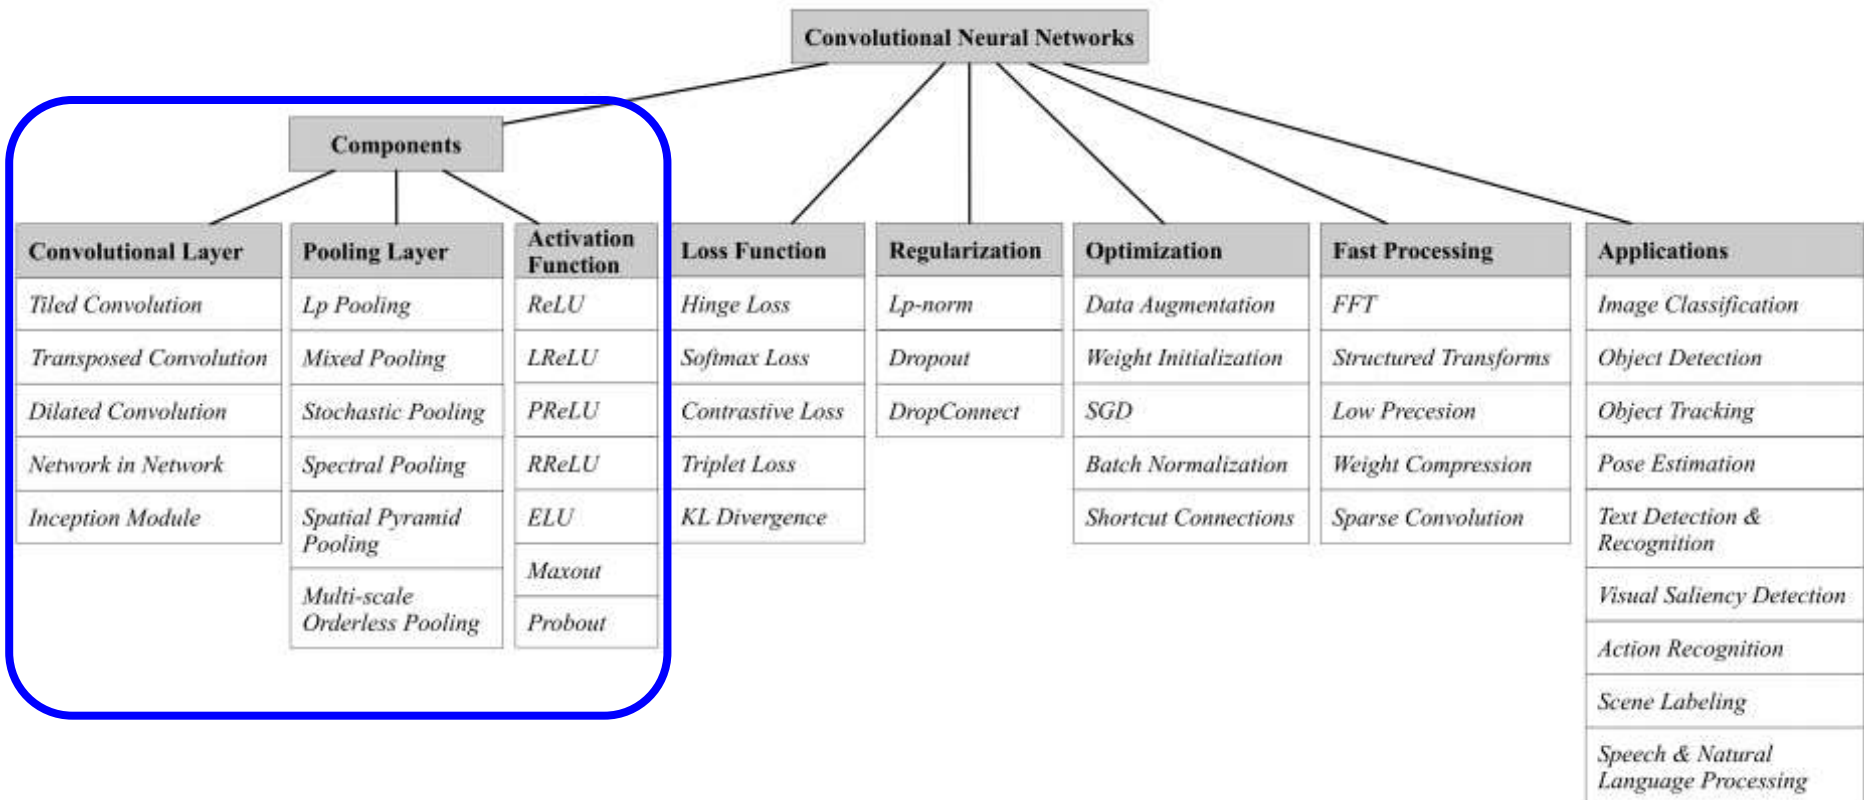 Convolutional Neural Networks
Components
Convolutional Layer
Tiled Convolution
Transposed Convolution
Dilated Convolution
Network in Network
Inception Module
Pooling Layer
Lp Pooling
Mixed Pooling
Stochastic Pooling
Spectral Pooling
Spatial Pyramid
Pooling
Multi-scale
Orderless Pooling
Activation
Function
ReLU
LReLU
PReLU
RReLU
ELU
Maxout
Probout
Loss Function
Hinge Loss
Softmax Loss
Contrastive Loss
Triplet Loss
KL Divergence
Regularization
Lp-norm
Dropout
DropConnect
Optimization
Data Augmentation
Weight Initialization
SGD
Batch Normalization
Shortcut Connections
Fast Processing
FFT
Structured Transforms
Low Precesion
Weight Compression
Sparse Convolution
Applications
Image Classification
Object Detection
Object Tracking
Pose Estimation
Text Detection &
Recognition
Visual Saliency Detection
Action Recognition
Scene Labeling
Speech & Natural
Language Processing